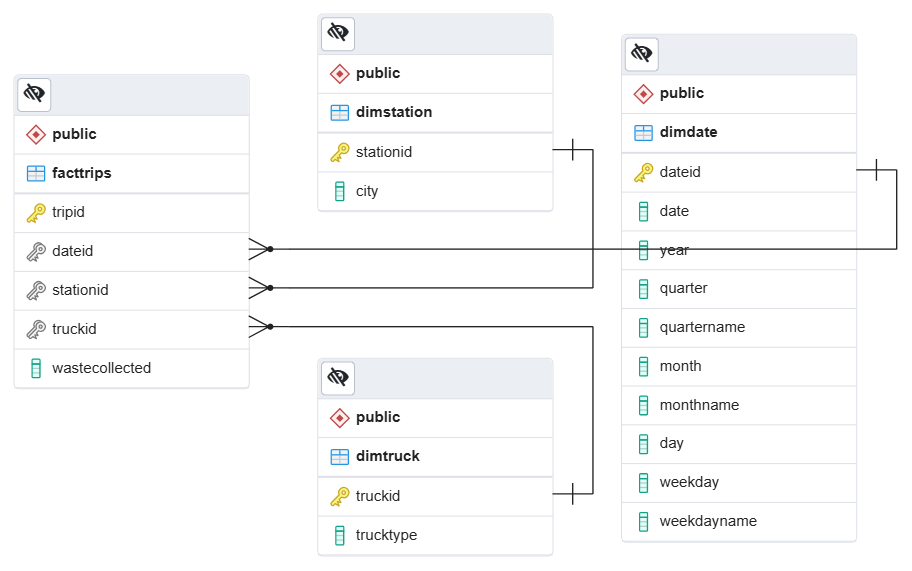 public
facttrips
tripid
dateid
stationid
truckid
wastecollected
public
dimstation
stationid
city
public
dimtruck
truckid
trucktype
public
dimdate
dateid
date
year
quarter
quartername
month
monthname
day
weekday
weekdayname